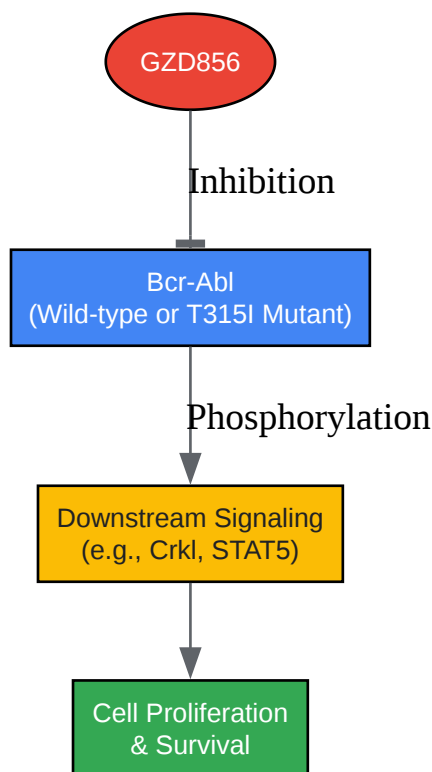 GZD856
Inhibition
Bcr-Abl
(Wild-type or T315I Mutant)
Phosphorylation
Downstream Signaling
(e.g., Crkl, STAT5)
Cell Proliferation
& Survival